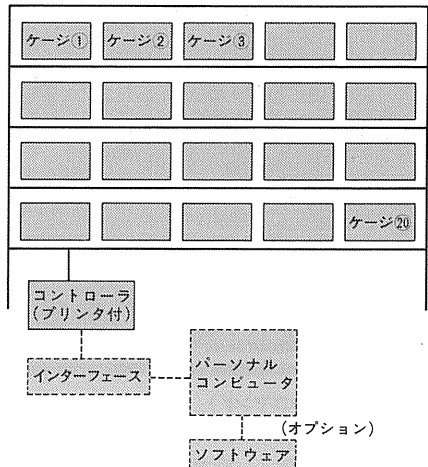 ケージ①
ケージ②
ケージ③
ケージ⑳
コントローラ
(プリンタ付)
インターフェース
パーソナル
コンピュータ
(オプション)
ソフトウェア